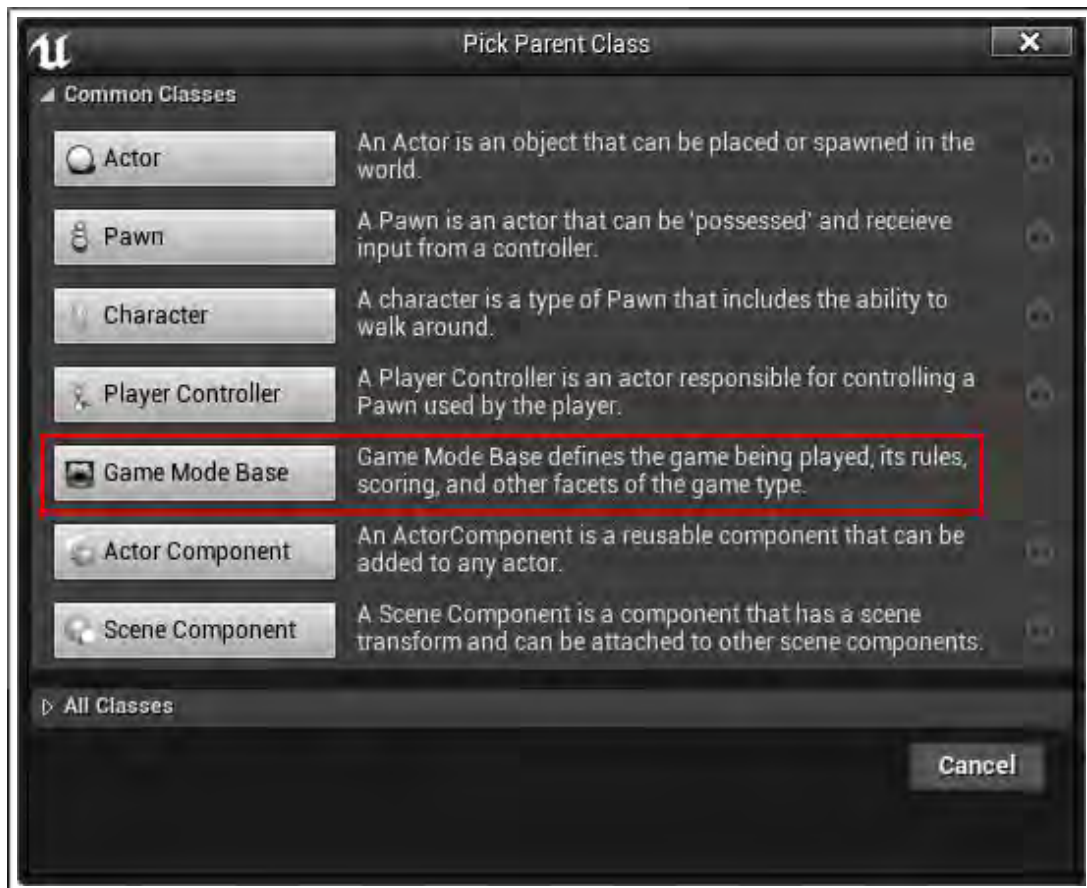 Pick Parent Class
Common Classes
Actor
An Actor is an object that can be placed or spawned in the
world.
Pawn
A Pawn is an actor that can be 'possessed' and receieve
input from a controller.
Character
A character is a type of Pawn that includes the ability to
walk around.
Player Controller
A Player Controller is an actor responsible for controlling a
Pawn used by the player.
Game Mode Base
Game Mode Base defines the game being played, its rules,
scoring, and other facets of the game type.
Actor Component
An ActorComponent is a reusable component that can be
added to any actor.
Scene Component
A Scene Component is a component that has a scene
transform and can be attached to other scene components.
All Classes
Cancel